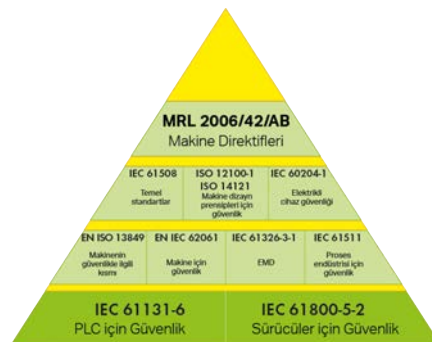 MRL 2006/42/AB
Makine Direktifleri
IEC 61508
Temel
standartlar
ISO 12100-1
ISO 14121
Makine dizayn
prensipleri için
güvenlik
IEC 60204-1
Elektrikli
cihaz güvenliği
EN ISO 13849
Makinenin
güvenlikle ilgili
kısmı
EN IEC 62061
Makine için
güvenlik
IEC 61326-3-1
EMD
IEC 61511
Proses
endüstrisi için
güvenlik
IEC 61131-6
PLC için Güvenlik
IEC 61800-5-2
Sürücüler için Güvenlik